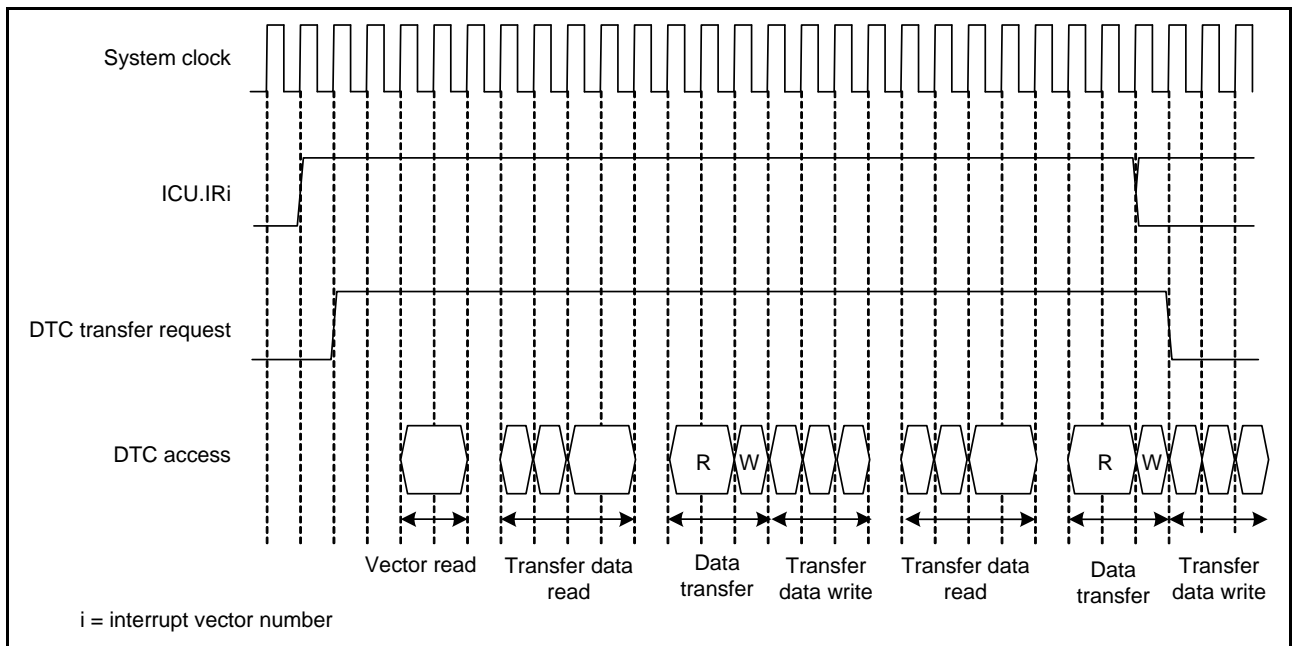 System clock
ICU.IRi
DTC transfer request
DTC access
R
W
R
W
Vector read
Transfer data
read
Data
transfer
Transfer
data write
Transfer data
read
Data
transfer
Transfer
data write
i = interrupt vector number